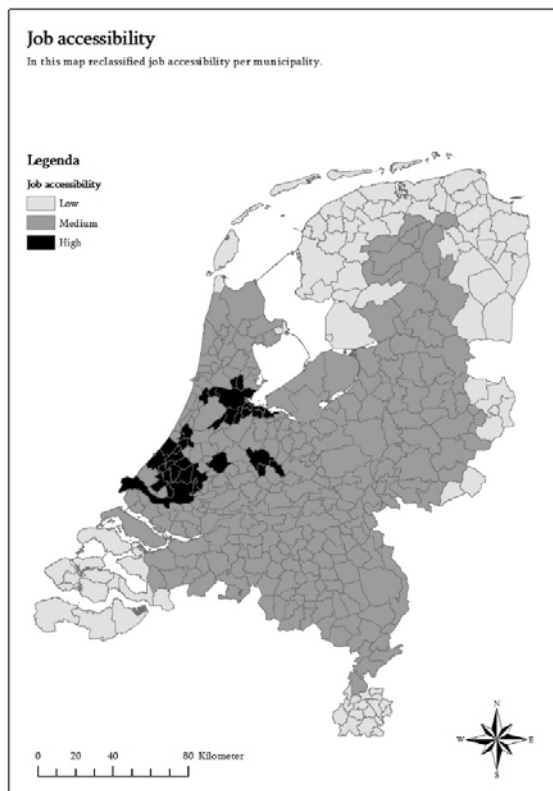 Job accessibility
In this map reclassified job accessibility per municipality.
Legenda
Job accessibility
Low
Medium
High
N
W E
S
0 20 40 80 Kilometer